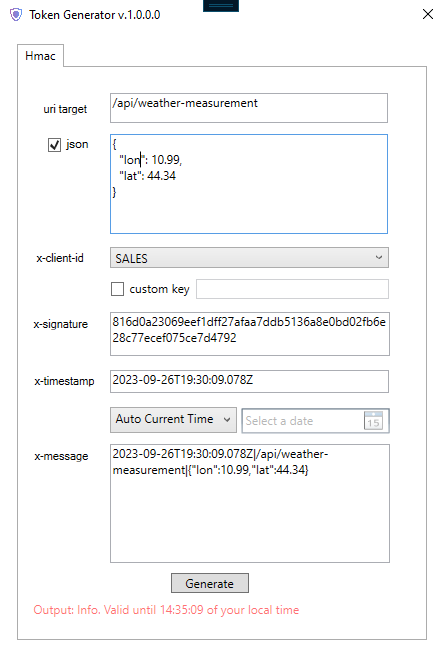 Token Generator v.1.0.0.0
Hmac
uri target
/api/weather-measurement
json
{
"lon": 10.99,
"lat": 44.34
}
x-client-id
SALES
custom key
x-signature
816d0a23069eef1dff27afaa7ddb5136a8e0bd02fb6e
28c77ecef075ce7d4792
x-timestamp
2023-09-26T19:30:09.078Z
Auto Current Time
Select a date
15
x-message
2023-09-26T19:30:09.078Z|/api/weather-
measurement|{"lon":10.99,"lat":44.34}
Generate
Output: Info. Valid until 14:35:09 of your local time